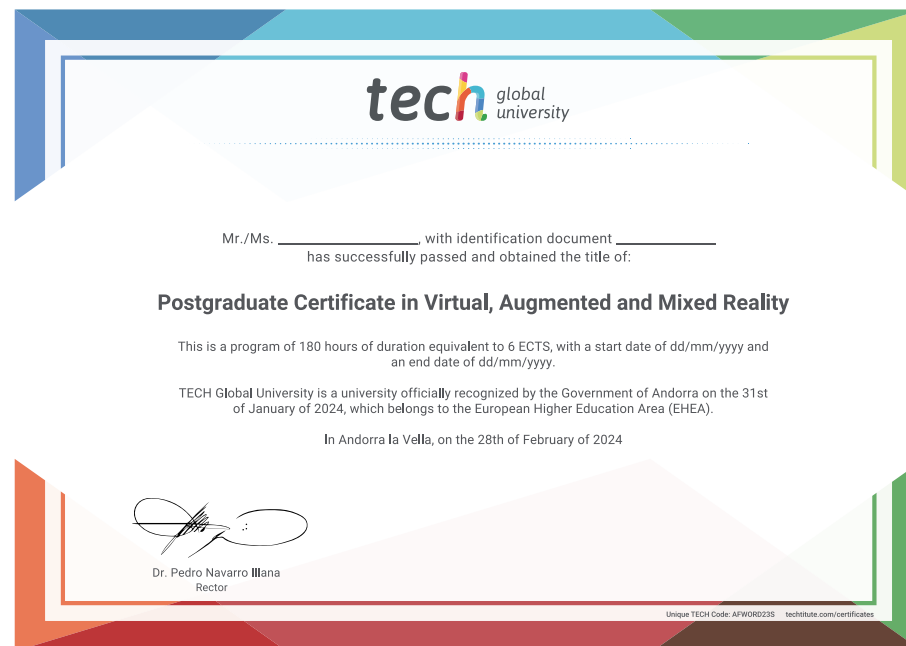 tech global
university
Mr./Ms. ____________________, with identification document ______________
has successfully passed and obtained the title of:
Postgraduate Certificate in Virtual, Augmented and Mixed Reality
This is a program of 180 hours of duration equivalent to 6 ECTS, with a start date of dd/mm/yyyy and
an end date of dd/mm/yyyy.
TECH Global University is a university officially recognized by the Government of Andorra on the 31st
of January of 2024, which belongs to the European Higher Education Area (EHEA).
In Andorra la Vella, on the 28th of February of 2024
Dr. Pedro Navarro Illana
Rector
Unique TECH Code: AFWORD23S techtitute.com/certificates